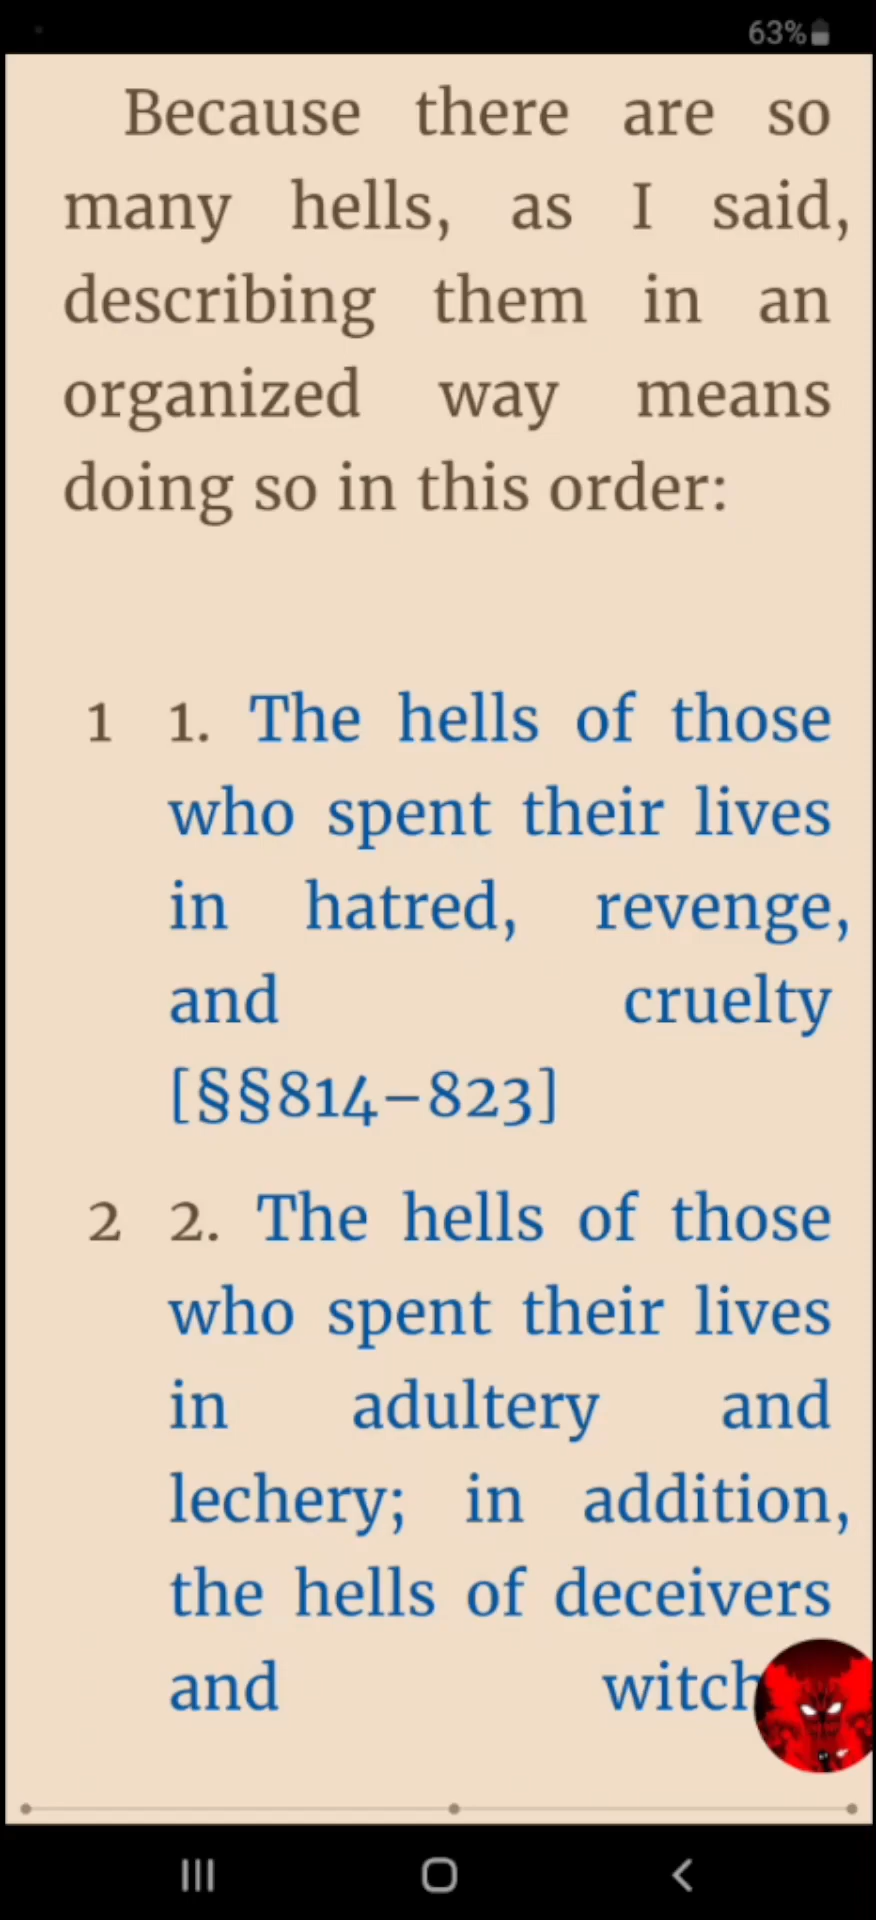 63%
Because there are so
many hells, as I said,
describing them in an
organized way means
doing so in this order:
1 1. The hells of those
who spent their lives
in hatred, revenge,
and cruelty
[§§814–823]
2 2. The hells of those
who spent their lives
in adultery and
lechery; in addition,
the hells of deceivers
and